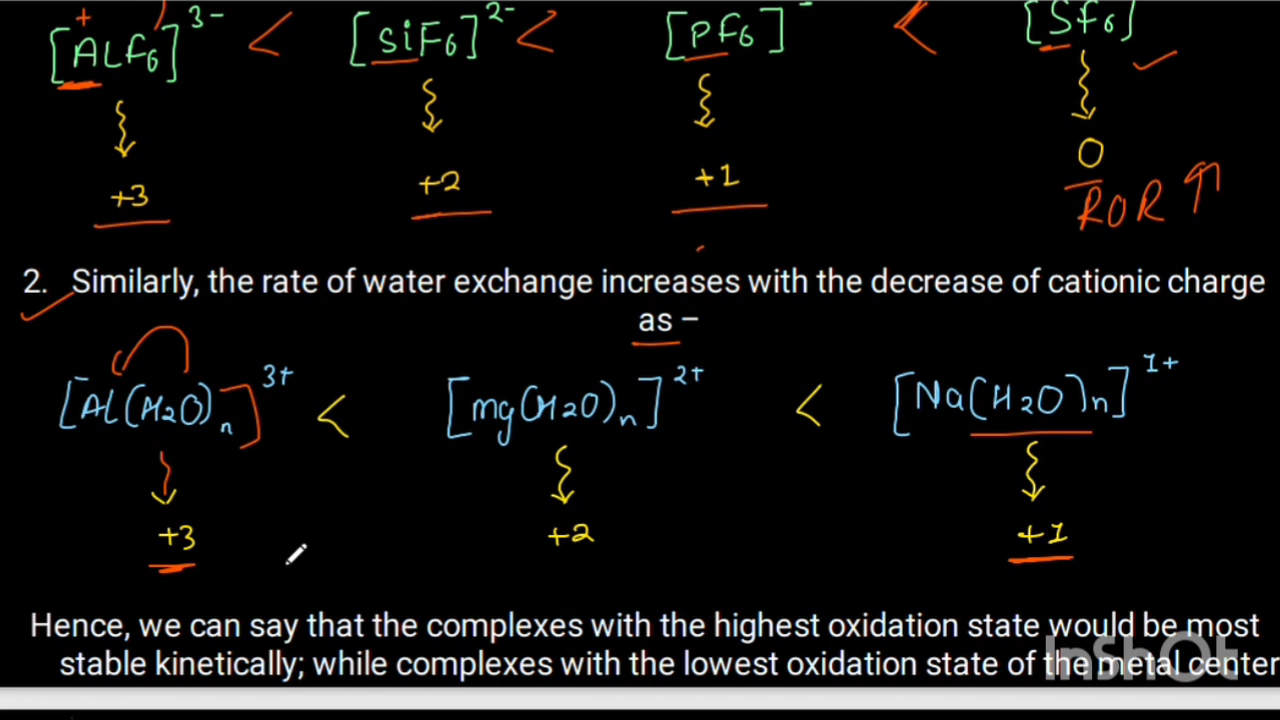 [ALF6]3- < [SiF6]2- < [PF6]- < [SF6]
+3 +2 +1 0
ROR ↑
2. Similarly, the rate of water exchange increases with the decrease of cationic charge
as –
[Al(H2O)n]3+ < [mg(H2O)n]2+ < [Na(H2O)n]1+
+3 +2 +1
Hence, we can say that the complexes with the highest oxidation state would be most
stable kinetically; while complexes with the lowest oxidation state of the metal center
InShOt